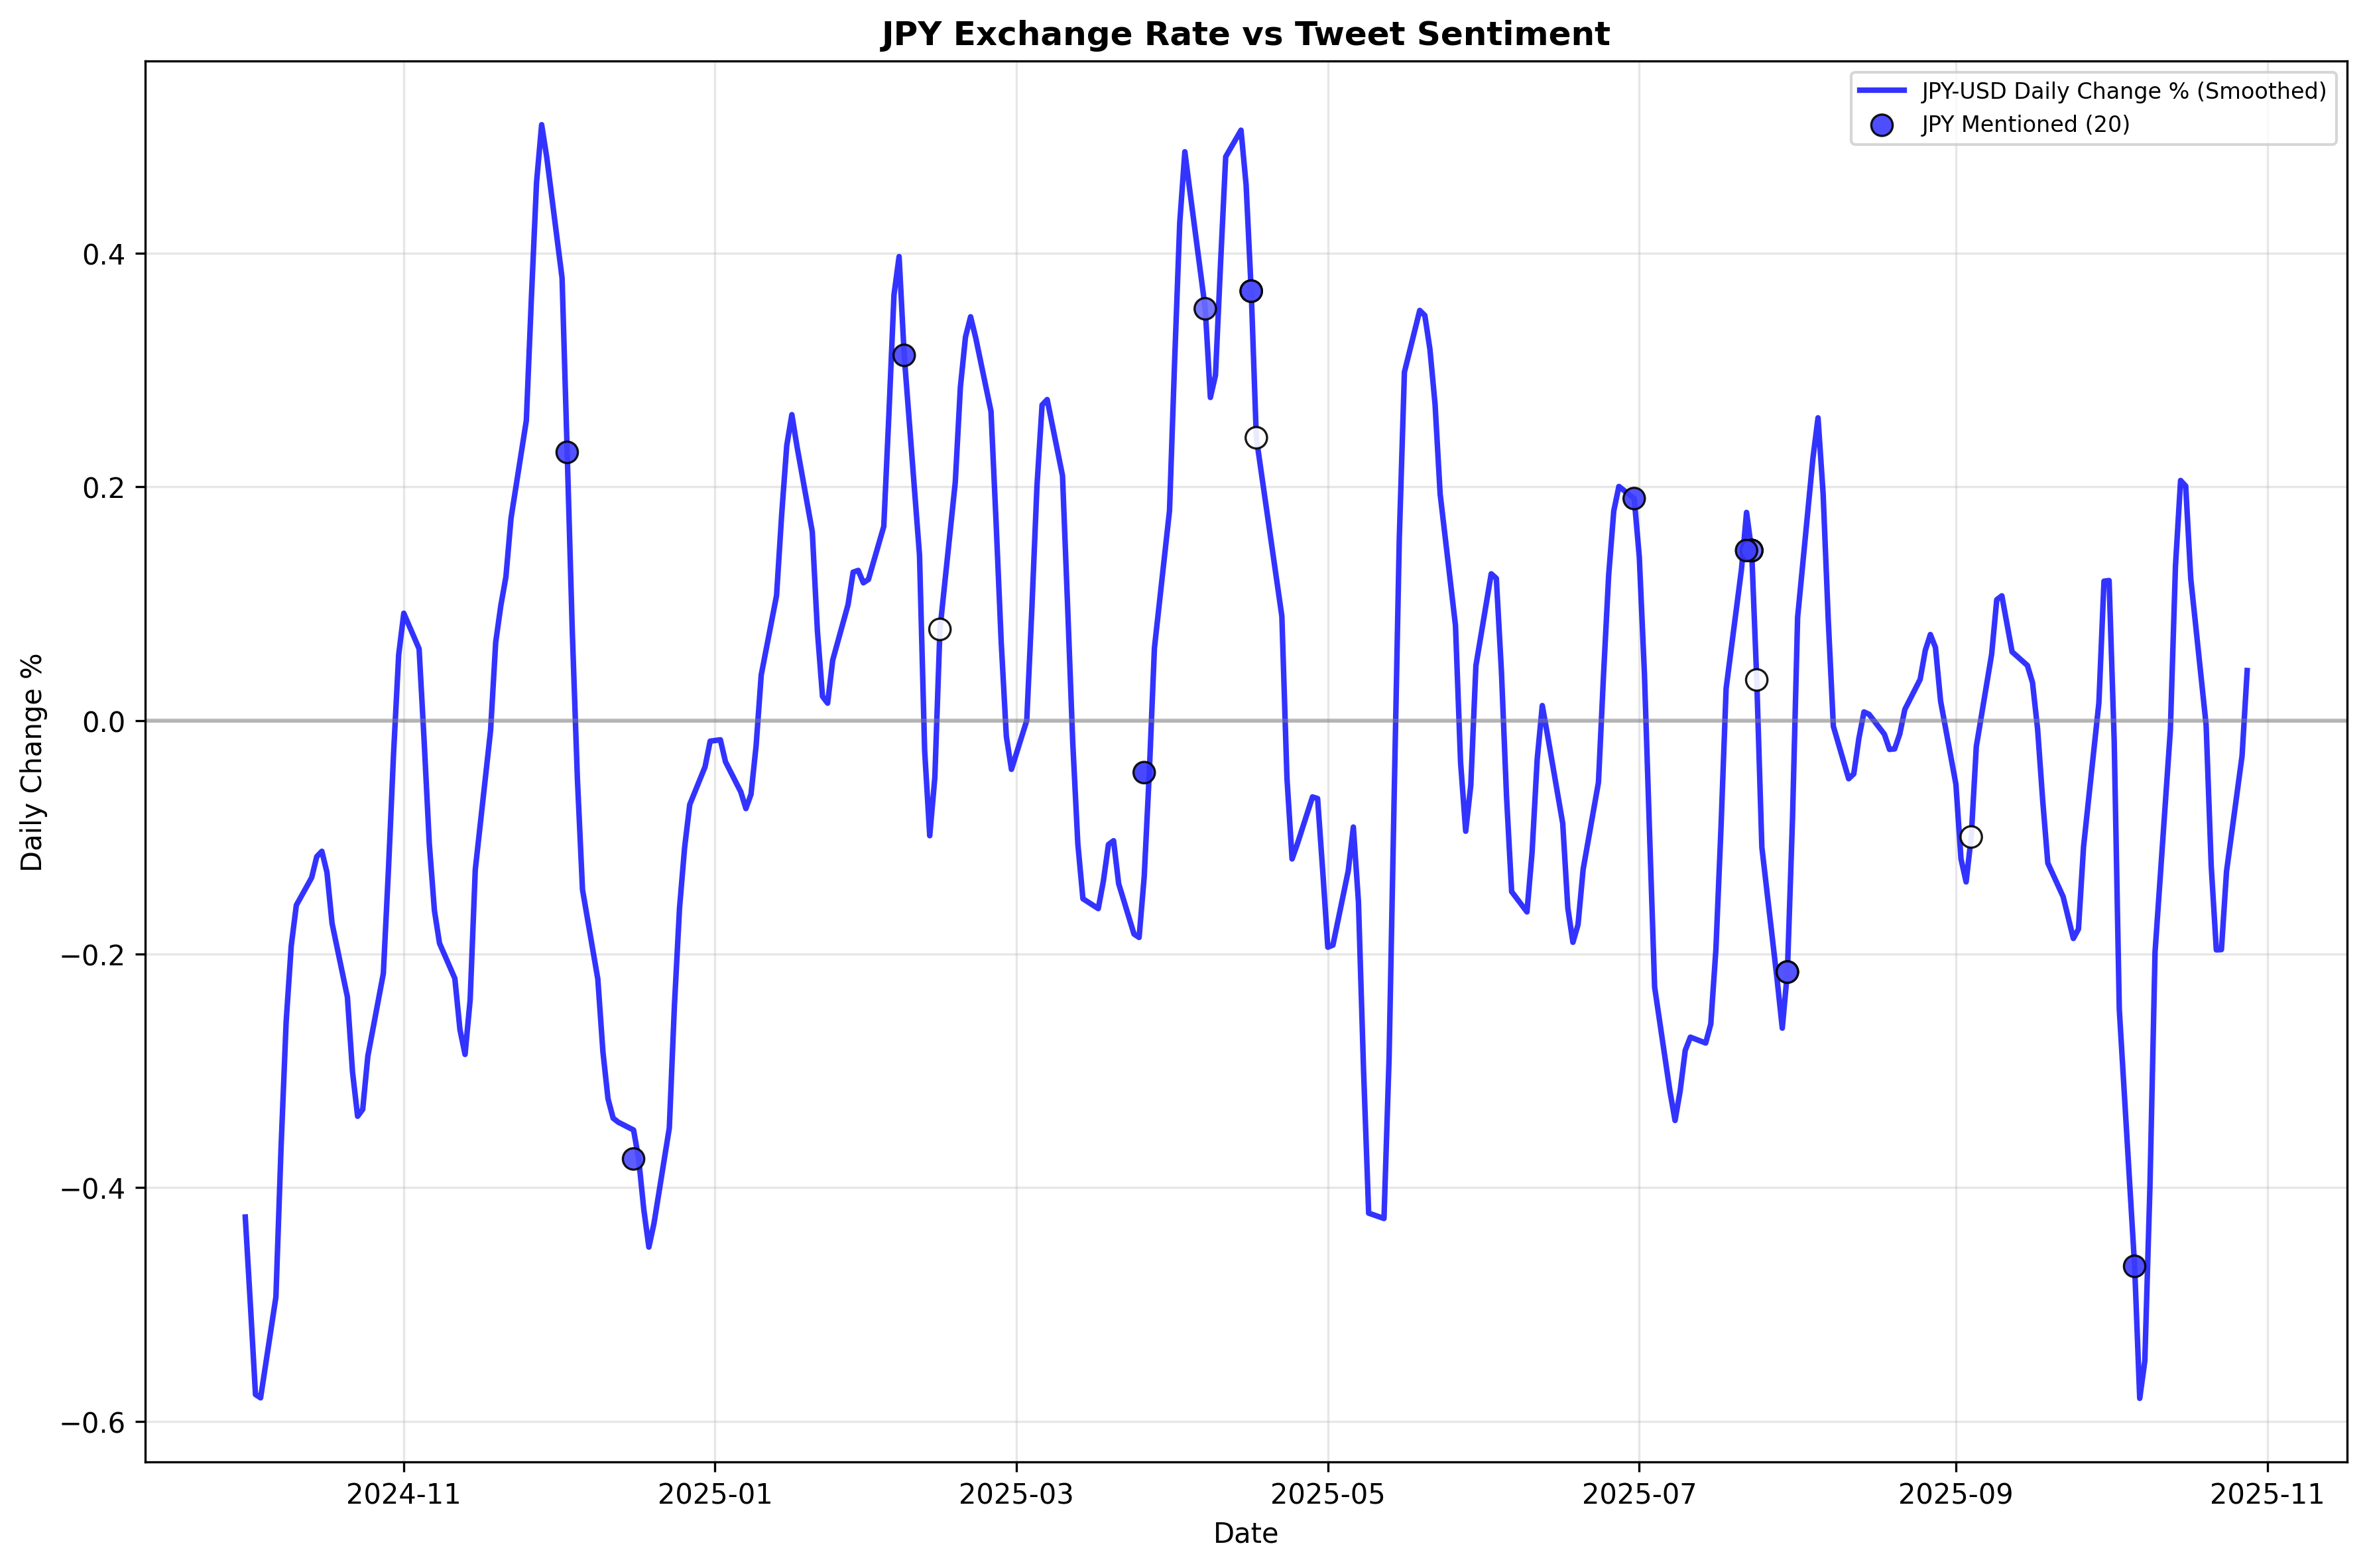 JPY Exchange Rate vs Tweet Sentiment
JPY-USD Daily Change % (Smoothed)
JPY Mentioned (20)
Daily Change %
0.4
0.2
0.0
−0.2
−0.4
−0.6
2024-11
2025-01
2025-03
2025-05
2025-07
2025-09
2025-11
Date